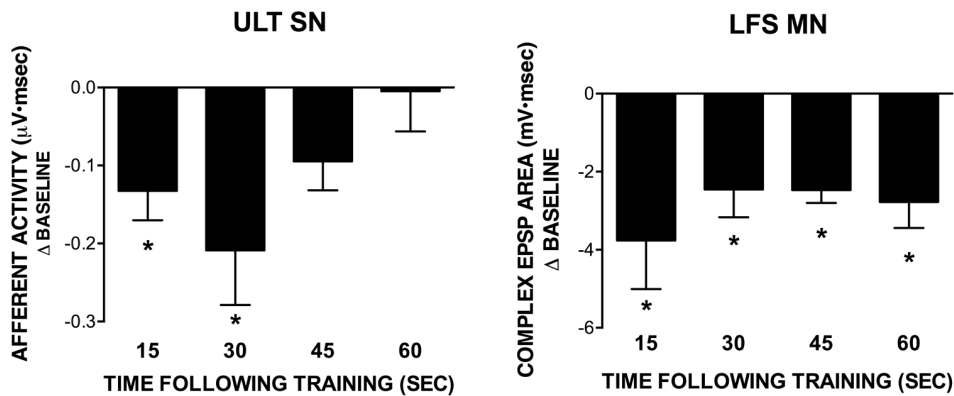 ULT SN
AFFERENT ACTIVITY (μV·msec)
Δ BASELINE
0.0
-0.1
-0.2
-0.3
*
*
15 30 45 60
TIME FOLLOWING TRAINING (SEC)
LFS MN
COMPLEX EPSP AREA (mV·msec)
Δ BASELINE
0
-2
-4
-6
*
*
*
*
15 30 45 60
TIME FOLLOWING TRAINING (SEC)